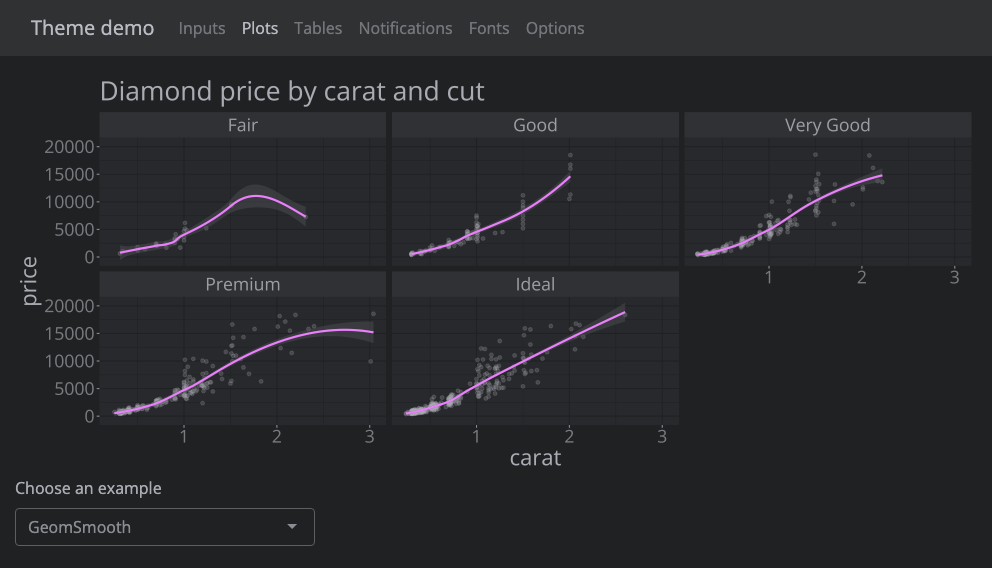 Theme demo Inputs Plots Tables Notifications Fonts Options
Diamond price by carat and cut
Fair Good Very Good
20000
15000
10000
5000
0
1 2 3
price
Premium Ideal
20000
15000
10000
5000
0
1 2 3 1 2 3
carat
Choose an example
GeomSmooth